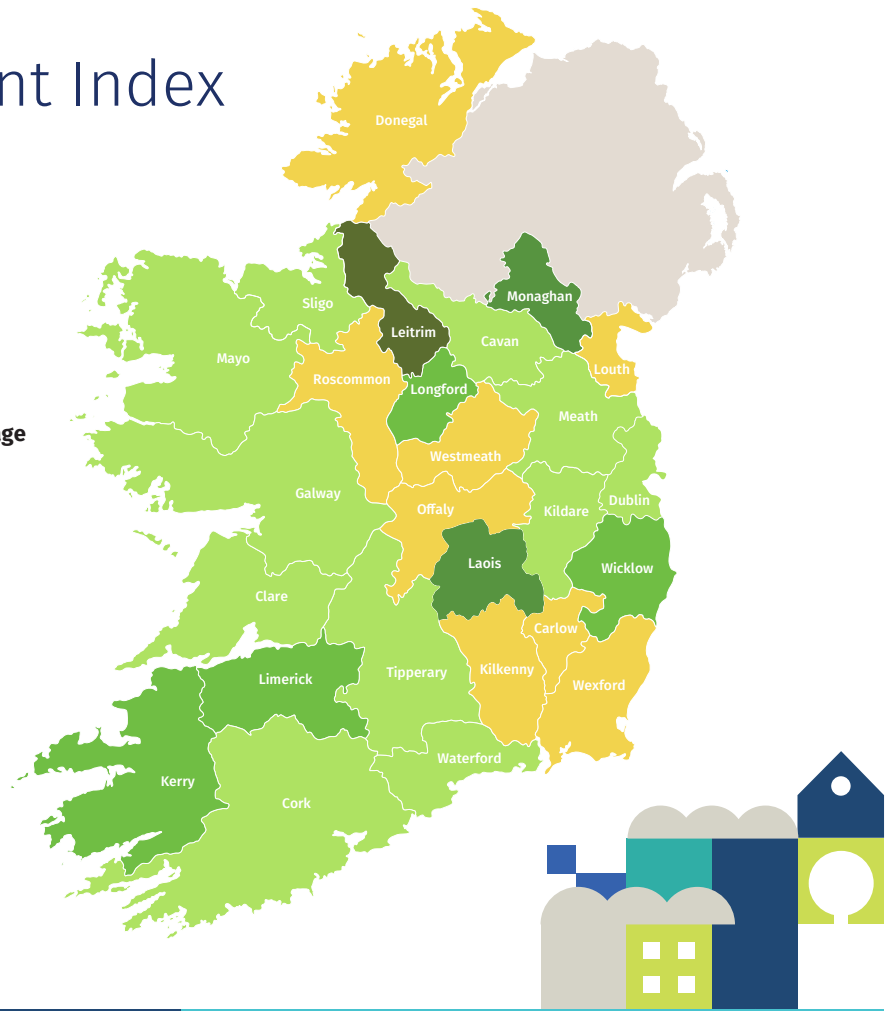 nt Index
Donegal
Monaghan
Sligo
Leitrim
Cavan
Mayo
Louth
Roscommon
Longford
Meath
ge
Westmeath
Galway
Dublin
Offaly
Kildare
Laois
Wicklow
Clare
Carlow
Kilkenny
Limerick
Tipperary
Wexford
Waterford
Kerry
Cork